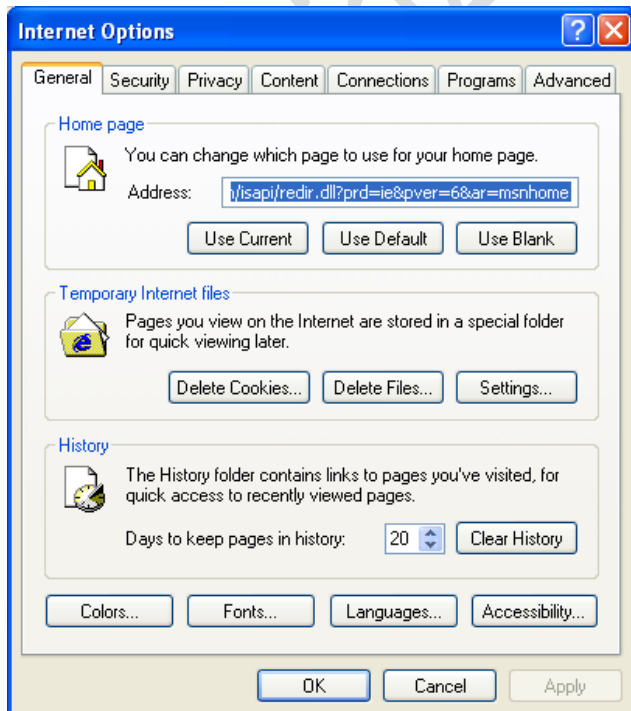 Internet Options
General Security Privacy Content Connections Programs Advanced
Home page
You can change which page to use for your home page.
Address: /isapi/redir.dll?prd=ie&pver=6&ar=msnhome
Use Current Use Default Use Blank
Temporary Internet files
Pages you view on the Internet are stored in a special folder
for quick viewing later.
Delete Cookies... Delete Files... Settings...
History
The History folder contains links to pages you've visited, for
quick access to recently viewed pages.
Days to keep pages in history: 20 Clear History
Colors... Fonts... Languages... Accessibility...
OK Cancel Apply